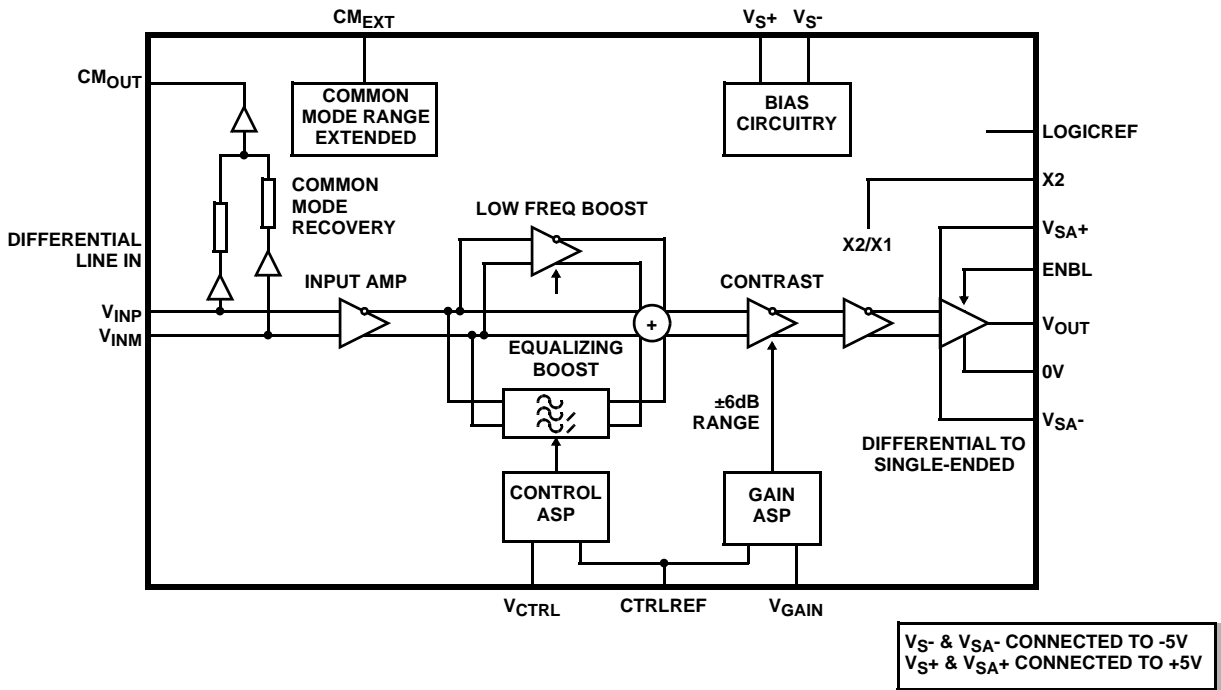 CM_EXT
V_S+
V_S-
CM_OUT
COMMON
MODE RANGE
EXTENDED
BIAS
CIRCUITRY
LOGICREF
X2
COMMON
MODE
RECOVERY
LOW FREQ BOOST
X2/X1
V_SA+
DIFFERENTIAL
LINE IN
ENBL
INPUT AMP
CONTRAST
V_INP
V_INM
+
V_OUT
EQUALIZING
BOOST
0V
±6dB
RANGE
V_SA-
DIFFERENTIAL TO
SINGLE-ENDED
CONTROL
ASP
GAIN
ASP
V_CTRL
CTRLREF
V_GAIN
V_S- & V_SA- CONNECTED TO -5V
V_S+ & V_SA+ CONNECTED TO +5V